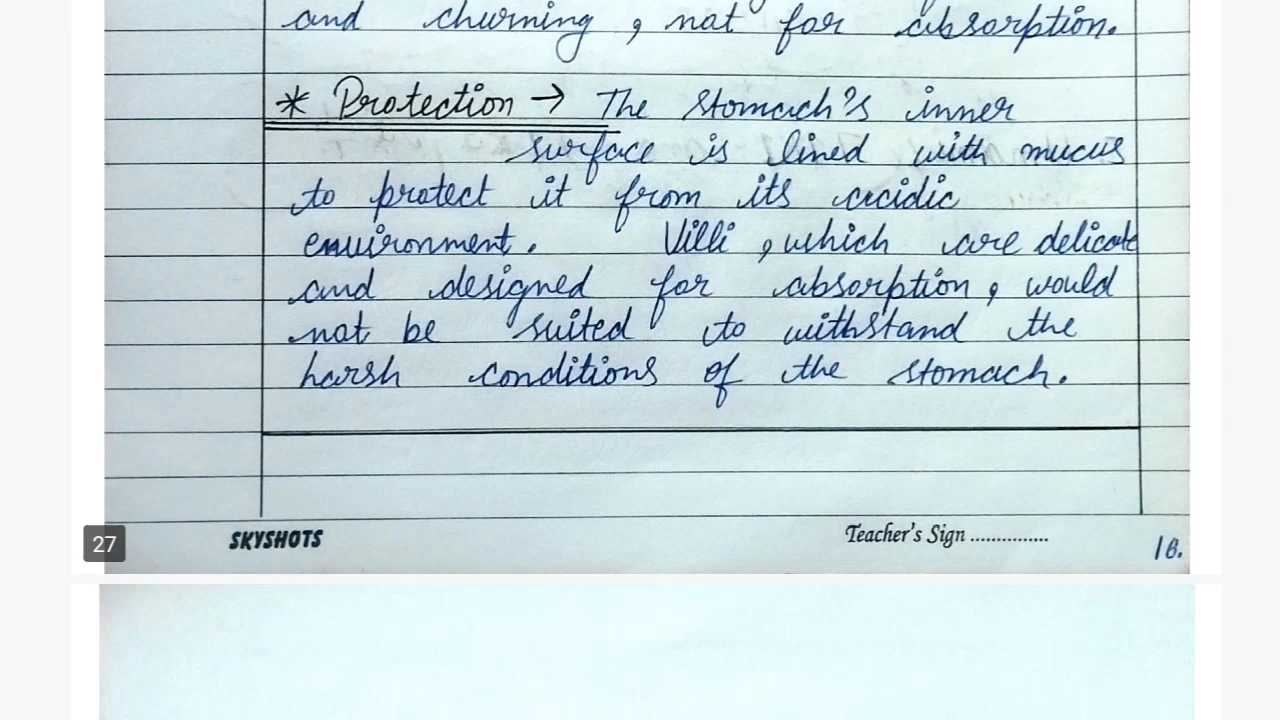 and churning, not for absorption.
* Protection → The stomach's inner
surface is lined with mucus
to protect it from its acidic
environment. Villi, which are delicate
and designed for absorption, would
not be suited to withstand the
harsh conditions of the stomach.
27
SKYSHOTS
Teacher's Sign ...............